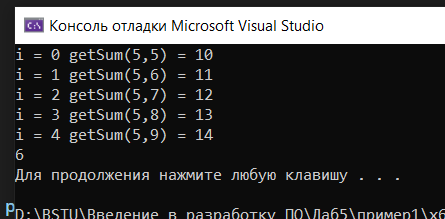 Консоль отладки Microsoft Visual Studio
i = 0 getSum(5,5) = 10
i = 1 getSum(5,6) = 11
i = 2 getSum(5,7) = 12
i = 3 getSum(5,8) = 13
i = 4 getSum(5,9) = 14
6
Для продолжения нажмите любую клавишу . . .
D:\BSTU\Введение в разработку ПО\Лаб5\пример1\x6